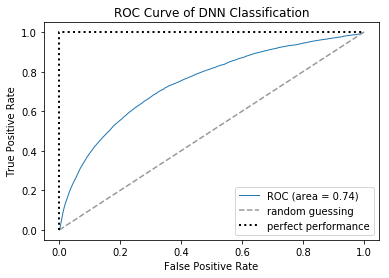 ROC Curve of DNN Classification
True Positive Rate
1.0
0.8
0.6
0.4
0.2
0.0
ROC (area = 0.74)
random guessing
perfect performance
0.0 0.2 0.4 0.6 0.8 1.0
False Positive Rate